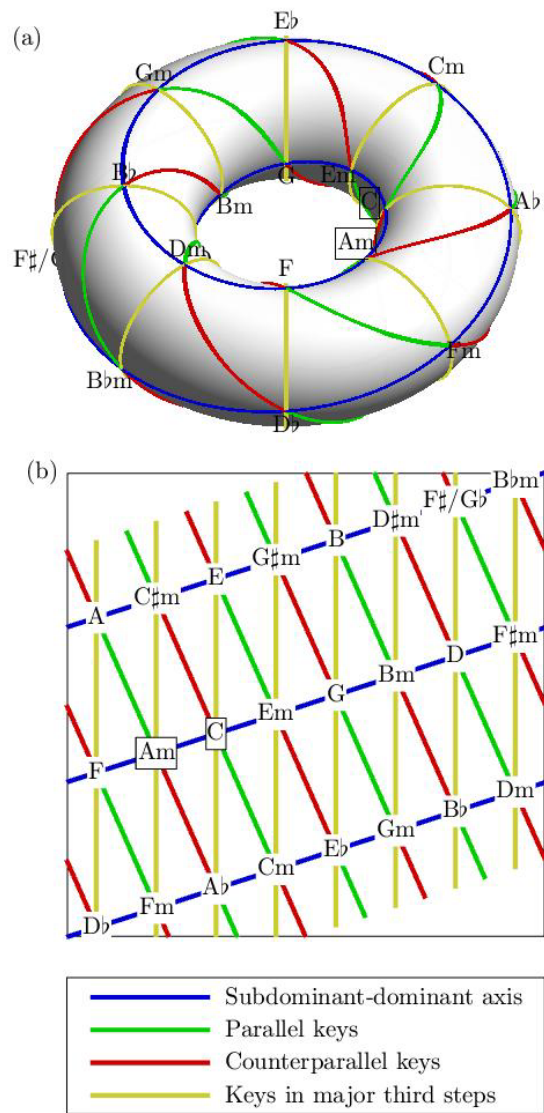 (a)
E♭
Gm
Cm
G
Em
B♭
Bm
C
A♭
Am
F♯/
Dm
F
Fm
B♭m
D♭
(b)
B♭m
F♯/G♭
D♯m
B
G♯m
E
C♯m
A
F♯m
D
Bm
G
Em
C
Am
F
Dm
B♭
Gm
E♭
Cm
A♭
Fm
D♭
Subdominant-dominant axis
Parallel keys
Counterparallel keys
Keys in major third steps